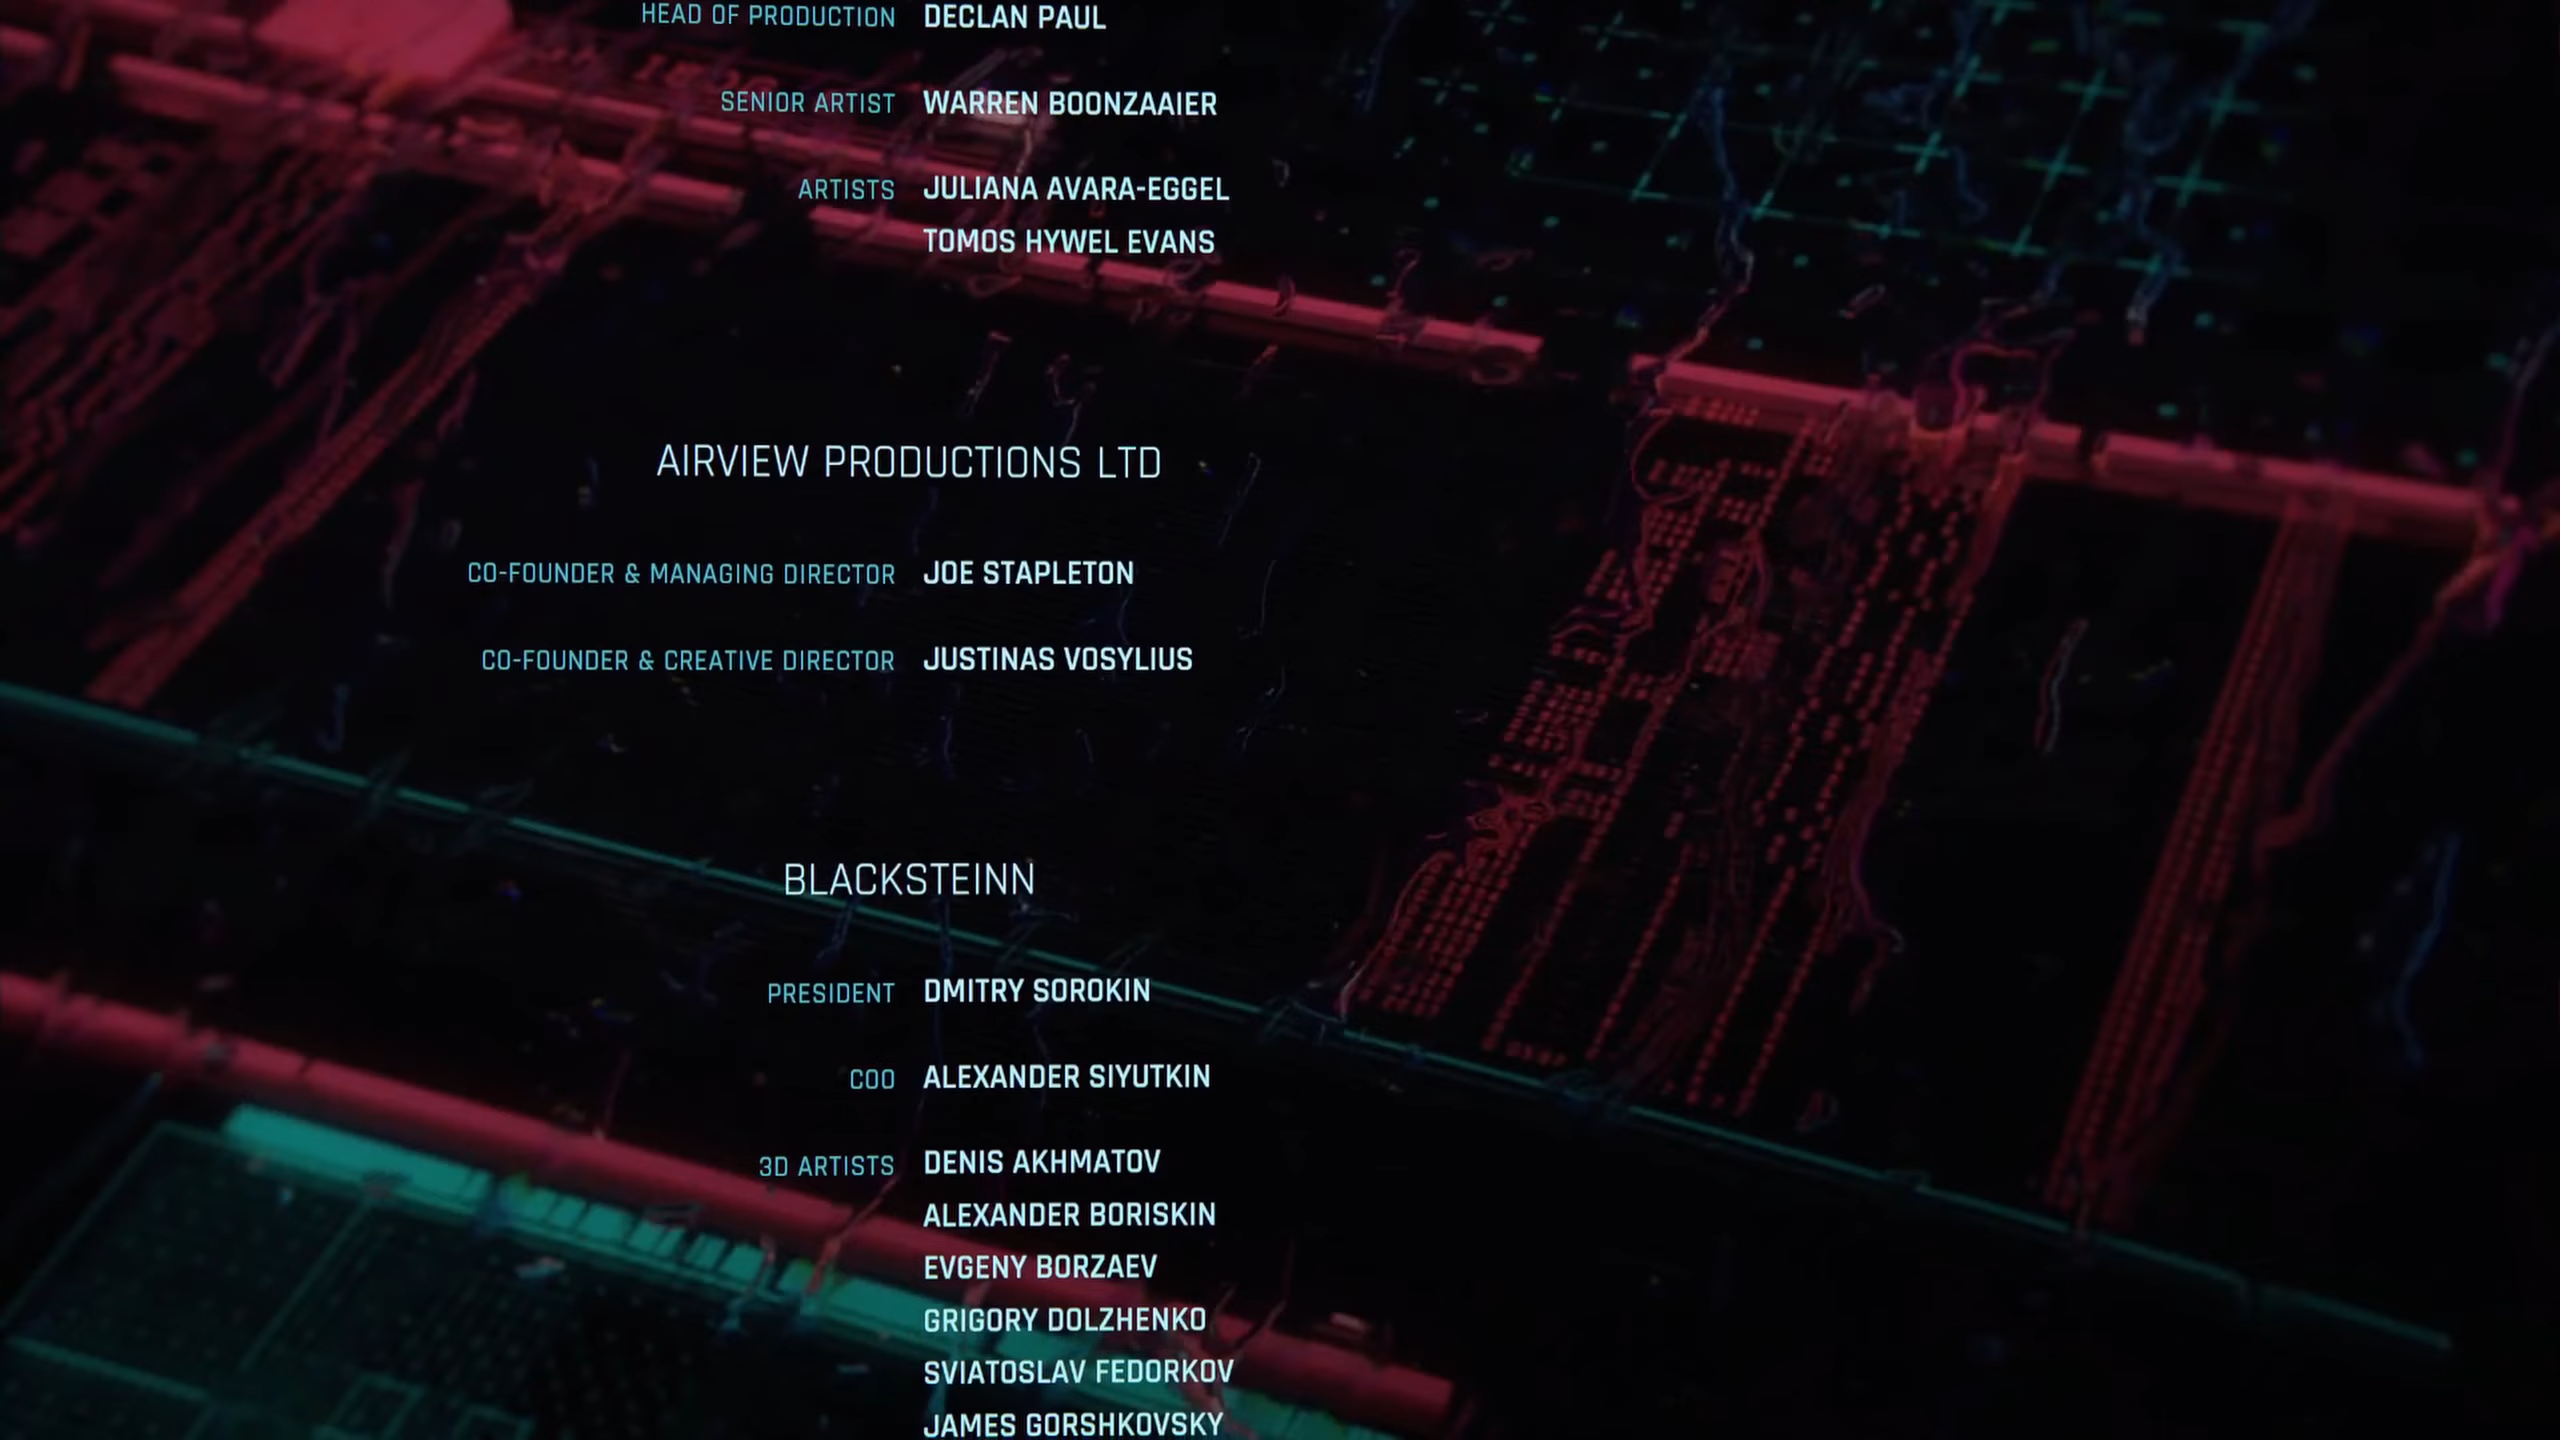 HEAD OF PRODUCTION DECLAN PAUL
SENIOR ARTIST WARREN BOONZAAIER
ARTISTS JULIANA AVARA-EGGEL
TOMOS HYWEL EVANS
AIRVIEW PRODUCTIONS LTD
CO-FOUNDER & MANAGING DIRECTOR JOE STAPLETON
CO-FOUNDER & CREATIVE DIRECTOR JUSTINAS VOSYLIUS
BLACKSTEINN
PRESIDENT DMITRY SOROKIN
COO ALEXANDER SIYUTKIN
3D ARTISTS DENIS AKHMATOV
ALEXANDER BORISKIN
EVGENY BORZAEV
GRIGORY DOLZHENKO
SVIATOSLAV FEDORKOV
JAMES GORSHKOVSKY